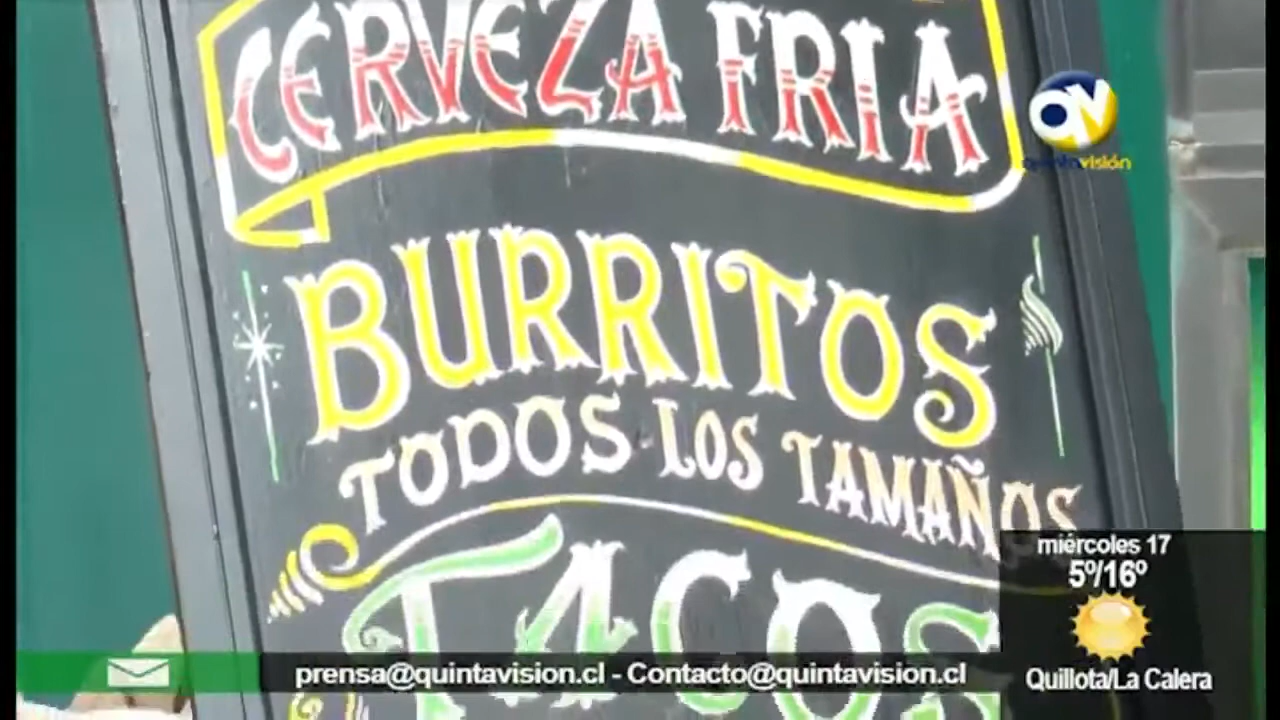 CERVEZA FRIA
QV
quintavisión
BURRITOS
TODOS LOS TAMAÑOS
TACOS
miércoles 17
5º/16º
Quillota/La Calera
prensa@quintavision.cl - Contacto@quintavision.cl